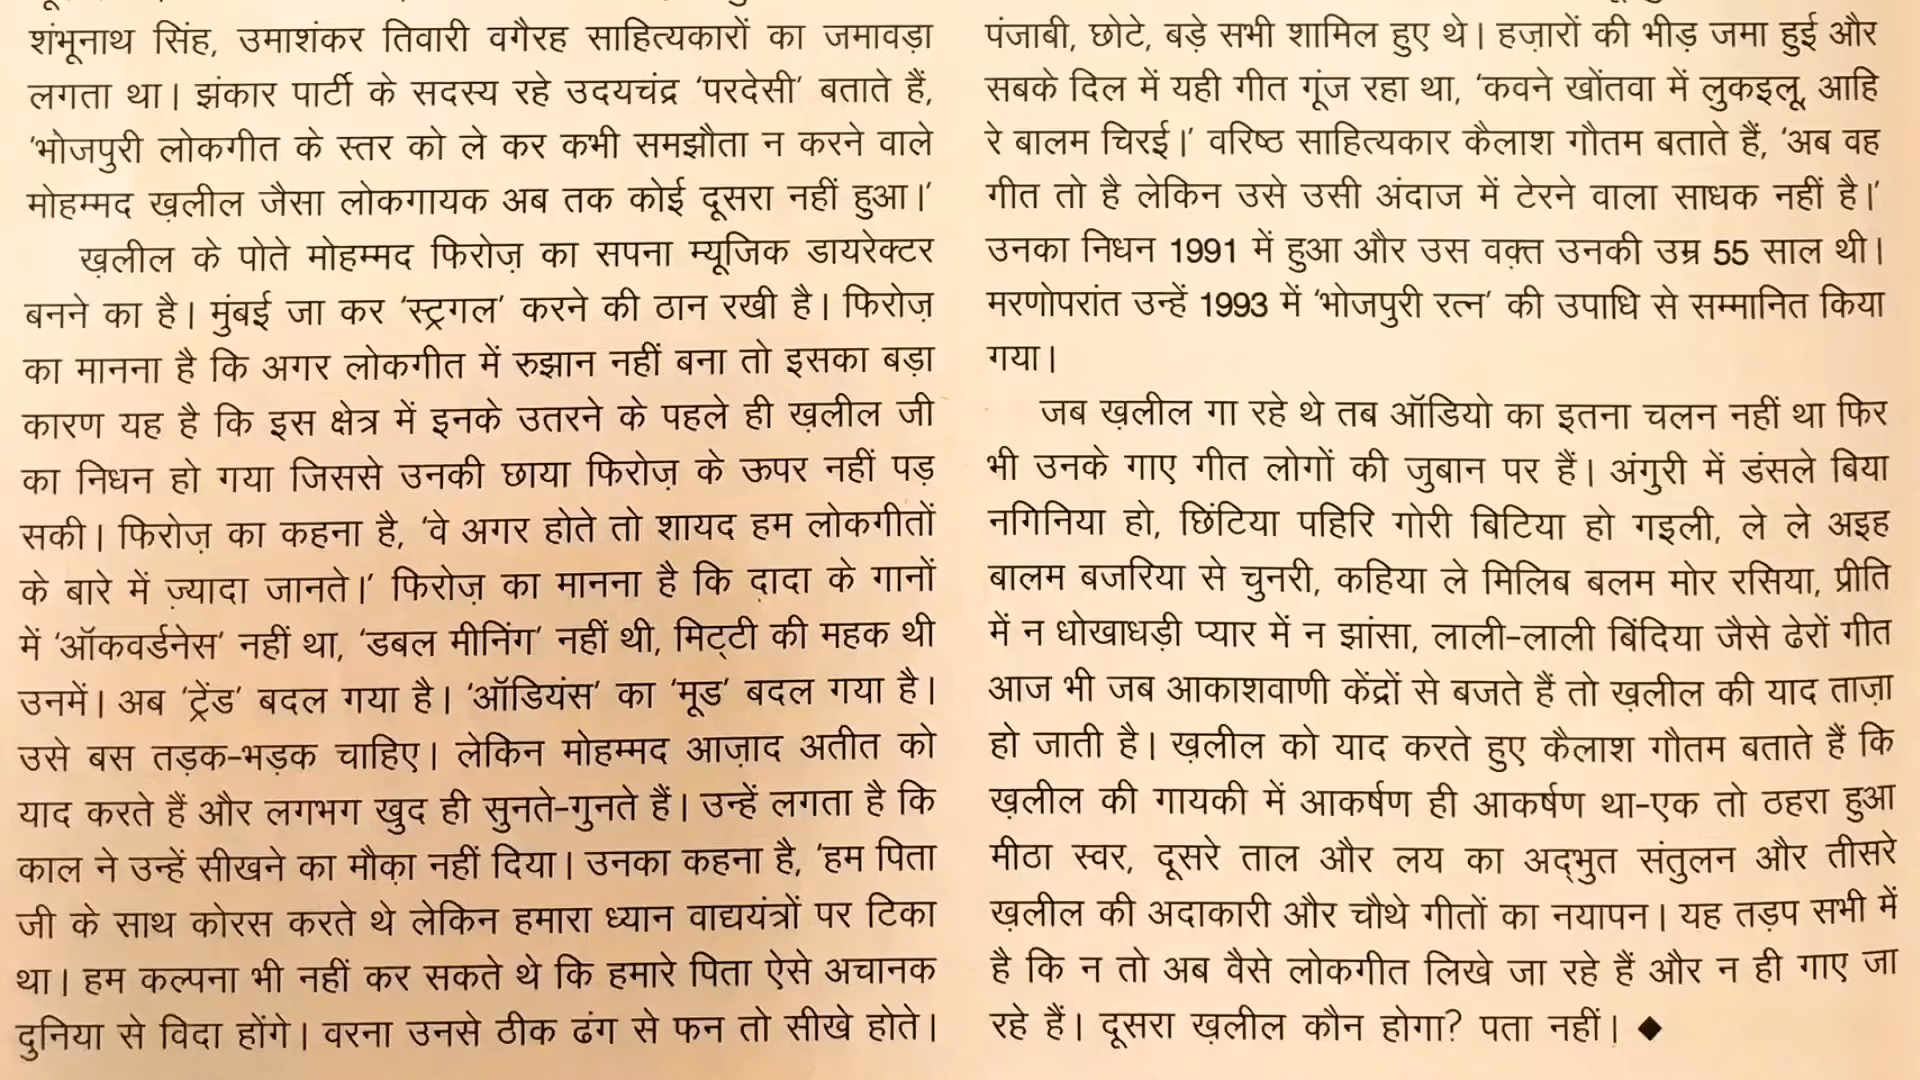 शंभूनाथ सिंह, उमाशंकर तिवारी वगैरह साहित्यकारों का जमावड़ा
लगता था। झंकार पार्टी के सदस्य रहे उदयचंद्र ‘परदेसी’ बताते हैं,
‘भोजपुरी लोकगीत के स्तर को ले कर कभी समझौता न करने वाले
मोहम्मद ख़लील जैसा लोकगायक अब तक कोई दूसरा नहीं हुआ।’
ख़लील के पोते मोहम्मद फिरोज़ का सपना म्यूजिक डायरेक्टर
बनने का है। मुंबई जा कर ‘स्ट्रगल’ करने की ठान रखी है। फिरोज़
का मानना है कि अगर लोकगीत में रुझान नहीं बना तो इसका बड़ा
कारण यह है कि इस क्षेत्र में इनके उतरने के पहले ही ख़लील जी
का निधन हो गया जिससे उनकी छाया फिरोज़ के ऊपर नहीं पड़
सकी। फिरोज़ का कहना है, ‘वे अगर होते तो शायद हम लोकगीतों
के बारे में ज़्यादा जानते।’ फिरोज़ का मानना है कि दादा के गानों
में ‘ऑकवर्डनेस’ नहीं था, ‘डबल मीनिंग’ नहीं थी, मिट्टी की महक थी
उनमें। अब ‘ट्रेंड’ बदल गया है। ‘ऑडियंस’ का ‘मूड’ बदल गया है।
उसे बस तड़क-भड़क चाहिए। लेकिन मोहम्मद आज़ाद अतीत को
याद करते हैं और लगभग खुद ही सुनते-गुनते हैं। उन्हें लगता है कि
काल ने उन्हें सीखने का मौक़ा नहीं दिया। उनका कहना है, ‘हम पिता
जी के साथ कोरस करते थे लेकिन हमारा ध्यान वाद्ययंत्रों पर टिका
था। हम कल्पना भी नहीं कर सकते थे कि हमारे पिता ऐसे अचानक
दुनिया से विदा होंगे। वरना उनसे ठीक ढंग से फन तो सीखे होते।
पंजाबी, छोटे, बड़े सभी शामिल हुए थे। हज़ारों की भीड़ जमा हुई और
सबके दिल में यही गीत गूंज रहा था, ‘कवने खोंतवा में लुकइलू, आहि
रे बालम चिरई।’ वरिष्ठ साहित्यकार कैलाश गौतम बताते हैं, ‘अब वह
गीत तो है लेकिन उसे उसी अंदाज में टेरने वाला साधक नहीं है।’
उनका निधन 1991 में हुआ और उस वक़्त उनकी उम्र 55 साल थी।
मरणोपरांत उन्हें 1993 में ‘भोजपुरी रत्न’ की उपाधि से सम्मानित किया
गया।
जब ख़लील गा रहे थे तब ऑडियो का इतना चलन नहीं था फिर
भी उनके गाए गीत लोगों की जुबान पर हैं। अंगुरी में डंसले बिया
नगिनिया हो, छिंटिया पहिरि गोरी बिटिया हो गइली, ले ले अइह
बालम बजरिया से चुनरी, कहिया ले मिलिब बलम मोर रसिया, प्रीति
में न धोखाधड़ी प्यार में न झांसा, लाली-लाली बिंदिया जैसे ढेरों गीत
आज भी जब आकाशवाणी केंद्रों से बजते हैं तो ख़लील की याद ताज़ा
हो जाती है। ख़लील को याद करते हुए कैलाश गौतम बताते हैं कि
ख़लील की गायकी में आकर्षण ही आकर्षण था-एक तो ठहरा हुआ
मीठा स्वर, दूसरे ताल और लय का अद्‌भुत संतुलन और तीसरे
ख़लील की अदाकारी और चौथे गीतों का नयापन। यह तड़प सभी में
है कि न तो अब वैसे लोकगीत लिखे जा रहे हैं और न ही गाए जा
रहे हैं। दूसरा ख़लील कौन होगा? पता नहीं। ◆